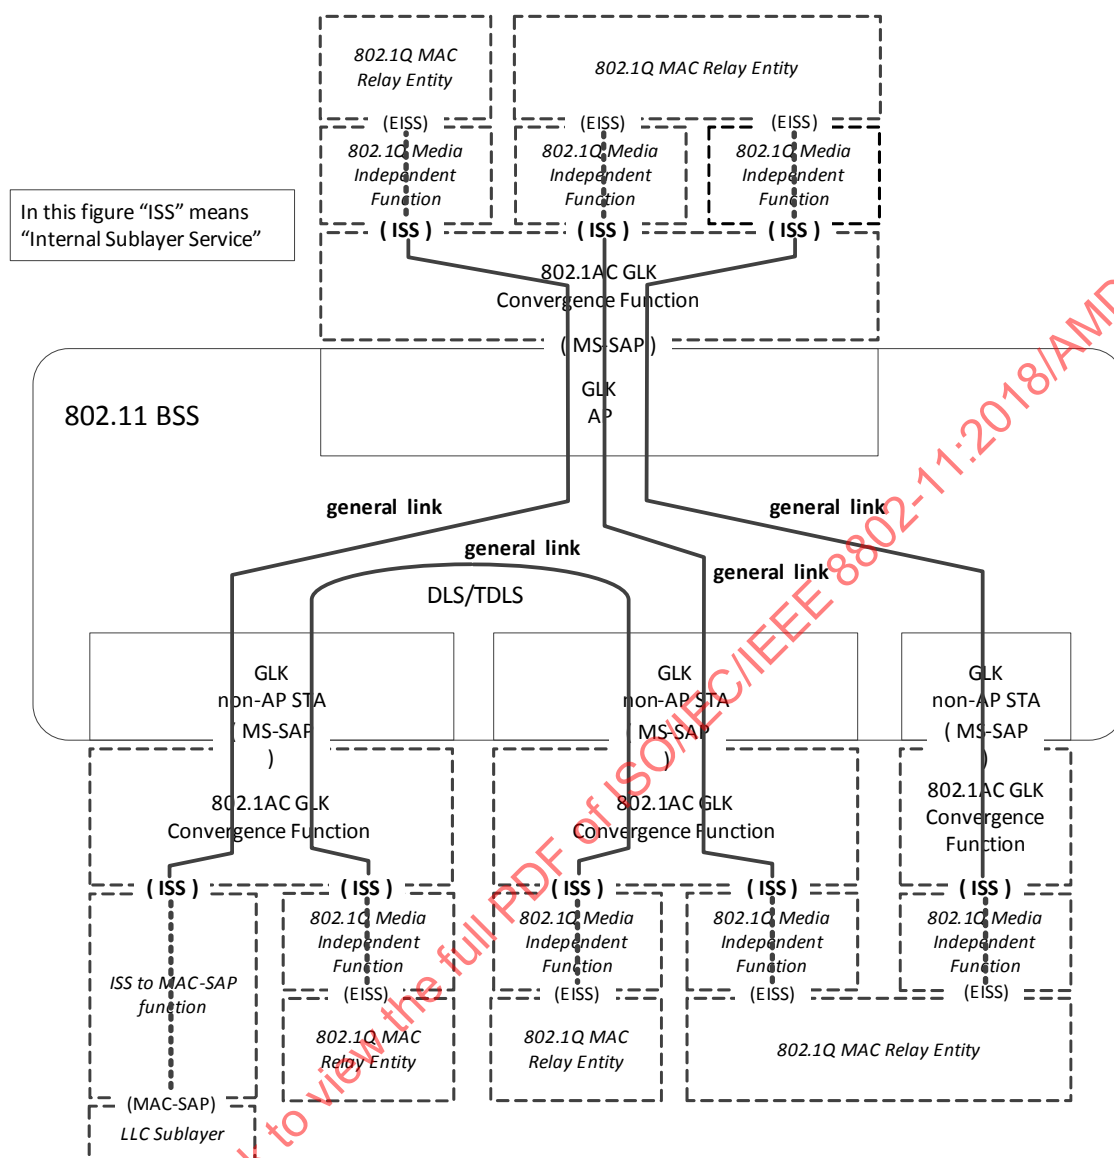 802.1Q MAC
Relay Entity
802.1Q MAC Relay Entity
(EISS)
(EISS)
(EISS)
802.1Q Media
Independent
Function
802.1Q Media
Independent
Function
802.1Q Media
Independent
Function
In this figure “ISS” means
“Internal Sublayer Service”
( ISS )
( ISS )
( ISS )
802.1AC GLK
Convergence Function
( MS-SAP )
GLK
AP
802.11 BSS
general link
general link
general link
general link
DLS/TDLS
GLK
non-AP STA
( MS-SAP
)
GLK
non-AP STA
( MS-SAP
)
GLK
non-AP STA
( MS-SAP
)
802.1AC GLK
Convergence Function
802.1AC GLK
Convergence Function
802.1AC GLK
Convergence
Function
( ISS )
( ISS )
( ISS )
( ISS )
( ISS )
ISS to MAC-SAP
function
802.1Q Media
Independent
Function
802.1Q Media
Independent
Function
802.1Q Media
Independent
Function
802.1Q Media
Independent
Function
(EISS)
(EISS)
(EISS)
(EISS)
802.1Q MAC
Relay Entity
802.1Q MAC
Relay Entity
802.1Q MAC Relay Entity
(MAC-SAP)
LLC Sublayer
to view the full PDF of ISO/IEC/IEEE 8802-11:2018/AMD